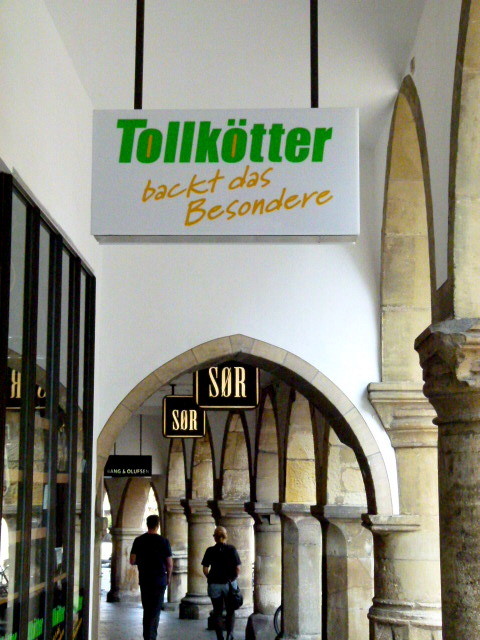 Tollkötter
backt das
Besondere
SØR
SØR
BANG & OLUFSEN